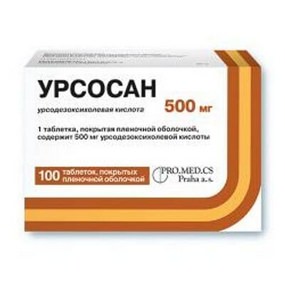 УРСОСАН
урсодезоксихолевая кислота
500 мг
1 таблетка, покрытая пленочной оболочкой,
содержит 500 мг урсодезоксихолевой кислоты
100 таблеток, покрытых
пленочной оболочкой
PRO.MED.CS
Praha a.s.